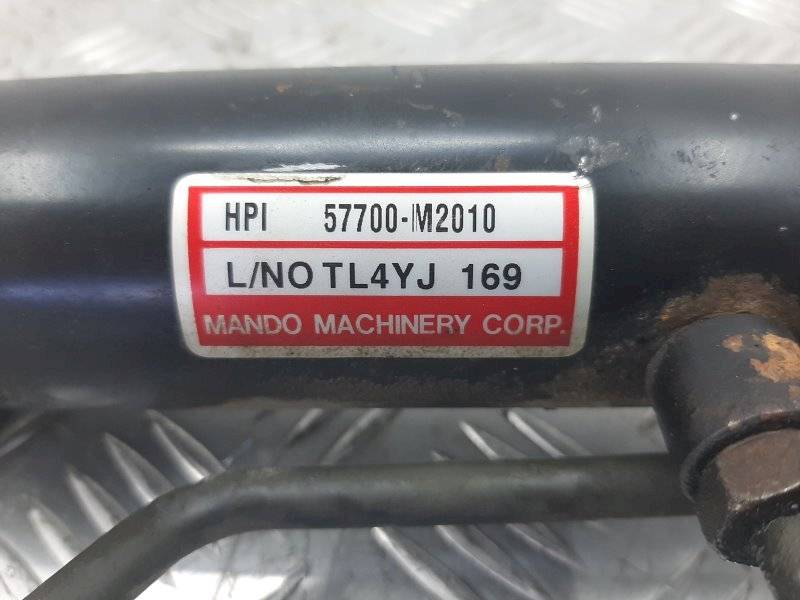 HPI 57700-M2010
L/NO TL4YJ 169
MANDO MACHINERY CORP.